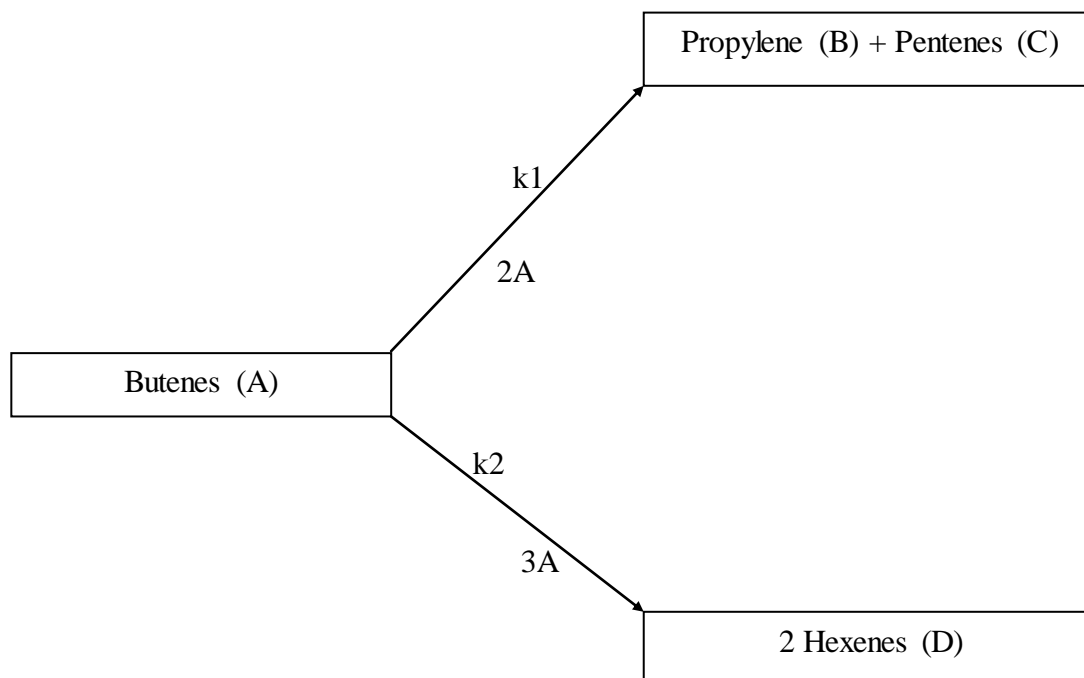 Propylene (B) + Pentenes (C)
k1
2A
Butenes (A)
k2
3A
2 Hexenes (D)